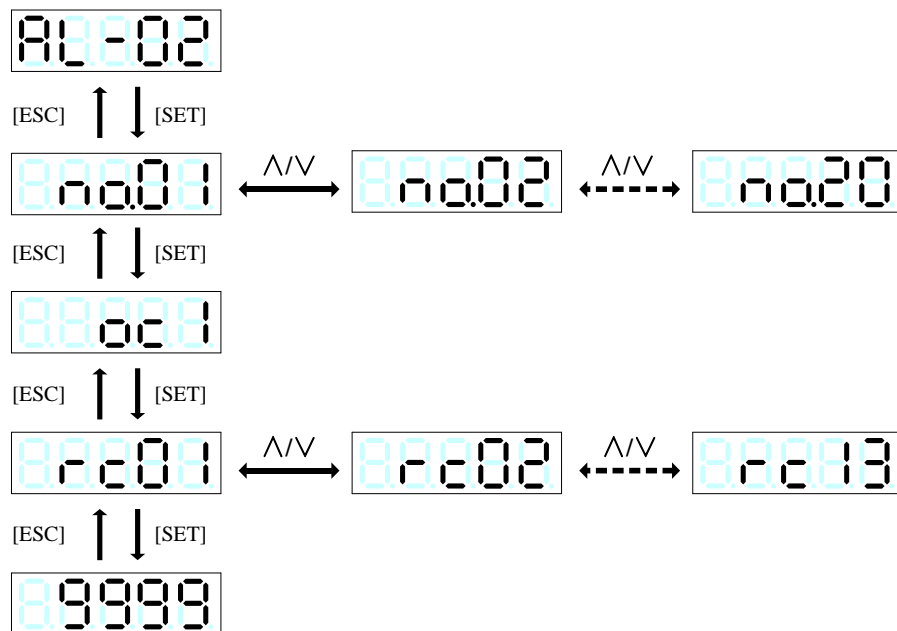 AL-02
[ESC] [SET]
no.01 ∧/∨ no.02 ∧/∨ no.20
[ESC] [SET]
oc1
[ESC] [SET]
rc01 ∧/∨ rc02 ∧/∨ rc13
[ESC] [SET]
9999